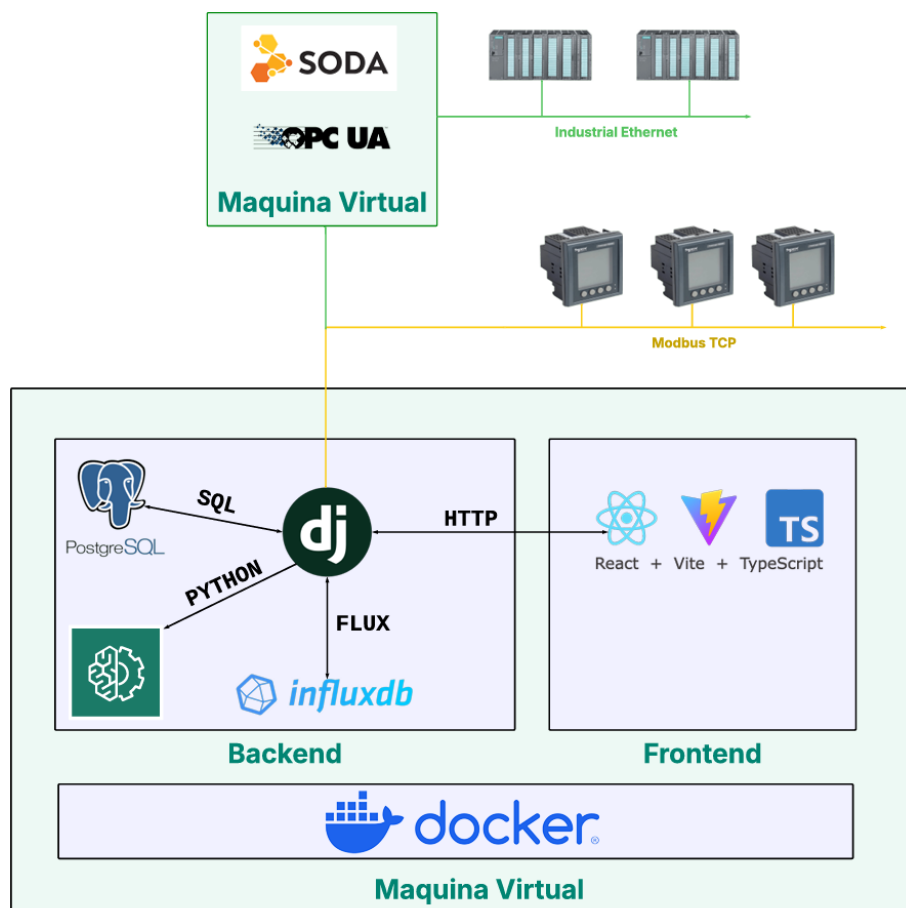 SODA
OPC UA
Maquina Virtual
Industrial Ethernet
Modbus TCP
SQL
PostgreSQL
dj
HTTP
TS
React + Vite + TypeScript
PYTHON
FLUX
influxdb
Backend
Frontend
docker®
Maquina Virtual